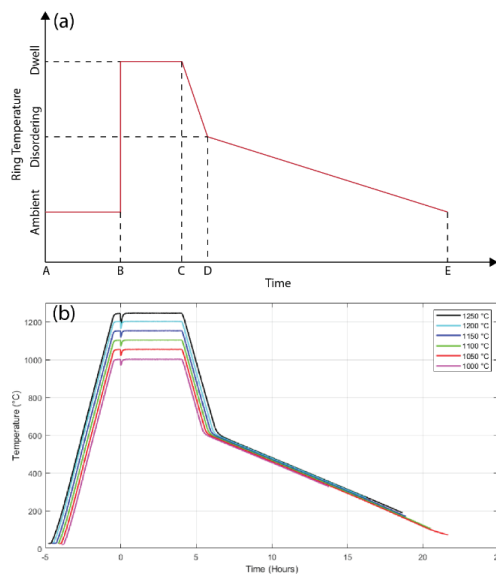 (a)
Ring Temperature
Dwell
Disordering
Ambient
A B C D E
Time
(b)
1250 °C
1200 °C
1150 °C
1100 °C
1050 °C
1000 °C
Temperature (°C)
1200
1000
800
600
400
200
0
-5 0 5 10 15 20 25
Time (Hours)